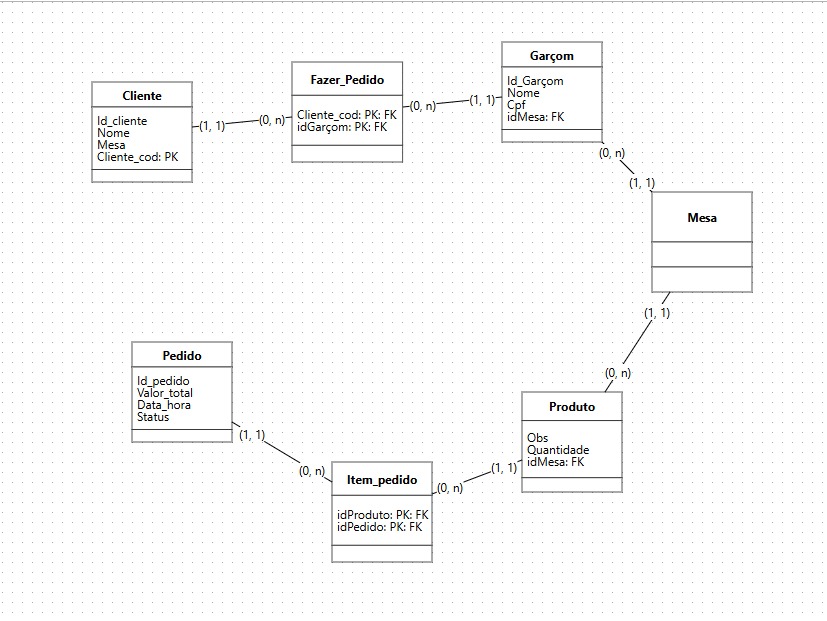 Cliente
Id_cliente
Nome
Mesa
Cliente_cod: PK
(1, 1)
(0, n)
Fazer_Pedido
Cliente_cod: PK: FK
idGarçom: PK: FK
(0, n)
(1, 1)
Garçom
Id_Garçom
Nome
Cpf
idMesa: FK
(0, n)
(1, 1)
Mesa
(1, 1)
(0, n)
Produto
Obs
Quantidade
idMesa: FK
(1, 1)
(0, n)
Item_pedido
idProduto: PK: FK
idPedido: PK: FK
(0, n)
(1, 1)
Pedido
Id_pedido
Valor_total
Data_hora
Status